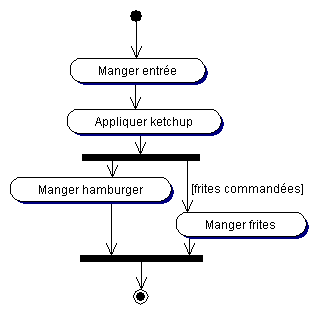 Manger entrée
Appliquer ketchup
Manger hamburger
[frites commandées]
Manger frites